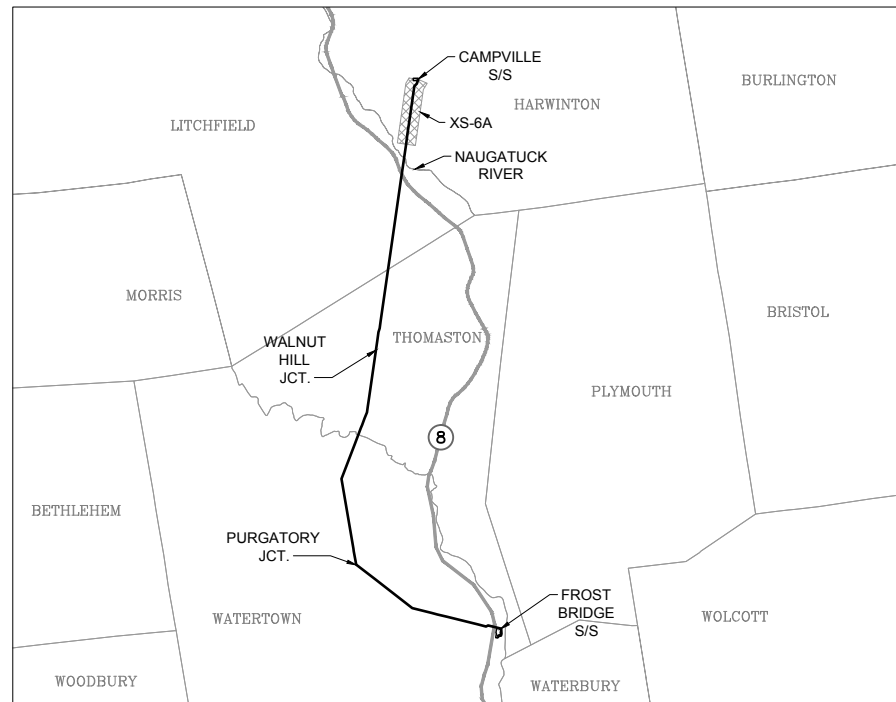 CAMPVILLE
S/S
BURLINGTON
HARWINTON
LITCHFIELD
XS-6A
NAUGATUCK
RIVER
MORRIS
BRISTOL
WALNUT
HILL
JCT.
THOMASTON
PLYMOUTH
8
BETHLEHEM
PURGATORY
JCT.
FROST
BRIDGE
S/S
WATERTOWN
WOLCOTT
WOODBURY
WATERBURY